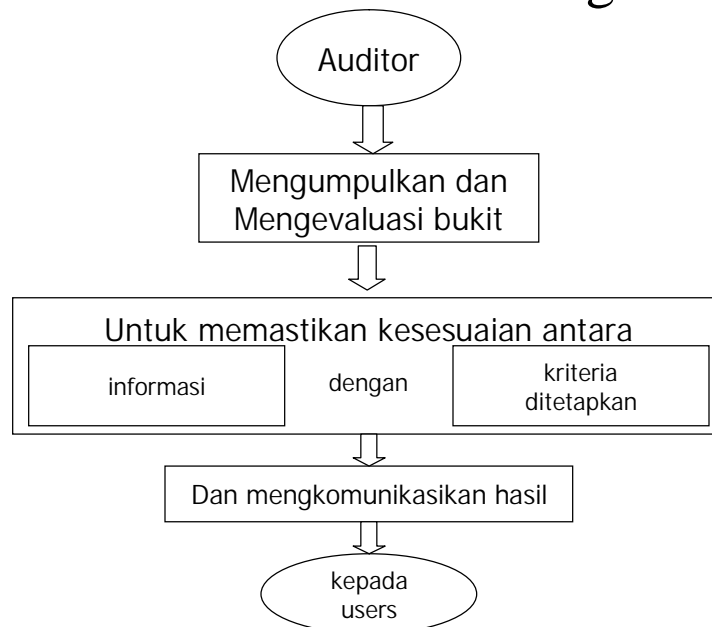 Auditor
Mengumpulkan dan
Mengevaluasi bukit
Untuk memastikan kesesuaian antara
informasi
dengan
kriteria
ditetapkan
Dan mengkomunikasikan hasil
kepada
users